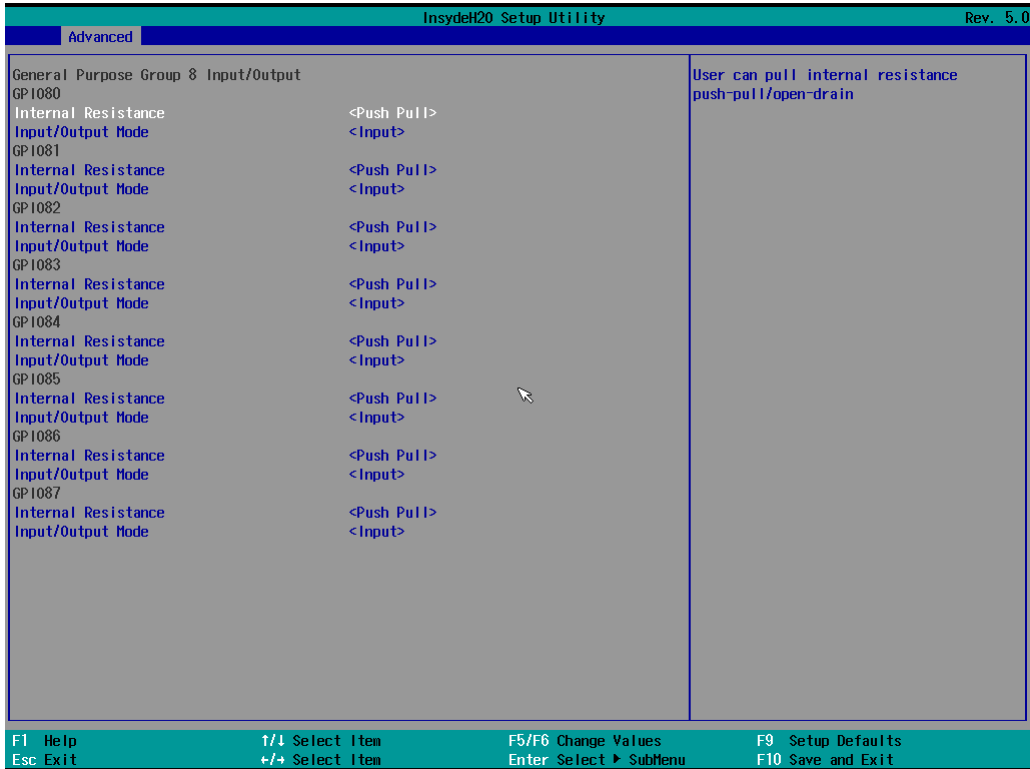 InsydeH20 Setup Utility Rev. 5.0
Advanced
General Purpose Group 8 Input/Output
GPIO80
Internal Resistance <Push Pull>
Input/Output Mode <Input>
GPIO81
Internal Resistance <Push Pull>
Input/Output Mode <Input>
GPIO82
Internal Resistance <Push Pull>
Input/Output Mode <Input>
GPIO83
Internal Resistance <Push Pull>
Input/Output Mode <Input>
GPIO84
Internal Resistance <Push Pull>
Input/Output Mode <Input>
GPIO85
Internal Resistance <Push Pull>
Input/Output Mode <Input>
GPIO86
Internal Resistance <Push Pull>
Input/Output Mode <Input>
GPIO87
Internal Resistance <Push Pull>
Input/Output Mode <Input>
User can pull internal resistance
push-pull/open-drain
F1 Help ↑/↓ Select Item F5/F6 Change Values F9 Setup Defaults
Esc Exit ←/→ Select Item Enter Select ▶ SubMenu F10 Save and Exit